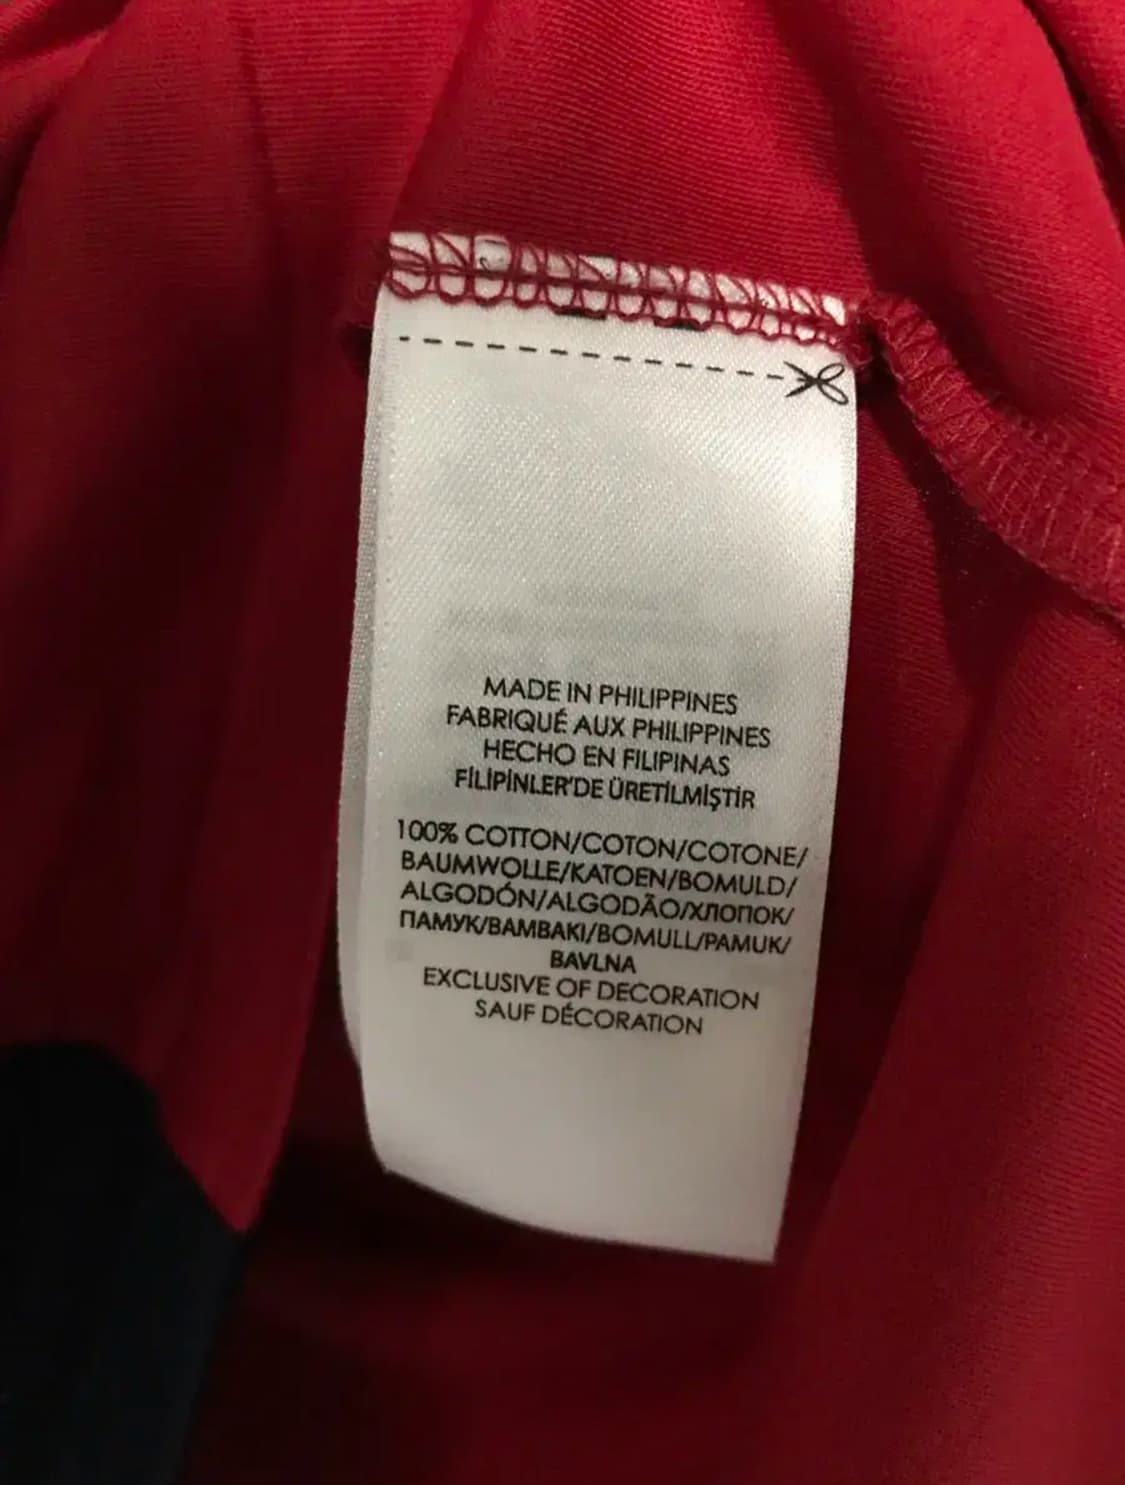 MADE IN PHILIPPINES
FABRIQUÉ AUX PHILIPPINES
HECHO EN FILIPINAS
FİLİPİNLER'DE ÜRETİLMİŞTİR
100% COTTON/COTON/COTONE/
BAUMWOLLE/KATOEN/BOMULD/
ALGODÓN/ALGODÃO/ХЛОПОК/
ПАМУК/BAMBAKI/BOMULL/PAMUK/
BAVLNA
EXCLUSIVE OF DECORATION
SAUF DÉCORATION